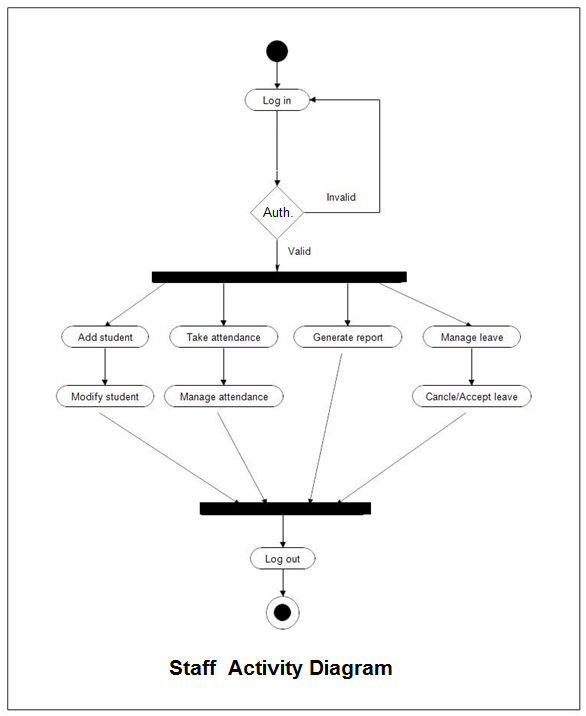 Log in
Invalid
Auth.
Valid
Add student
Take attendance
Generate report
Manage leave
Modify student
Manage attendance
Cancle/Accept leave
Log out
Staff Activity Diagram